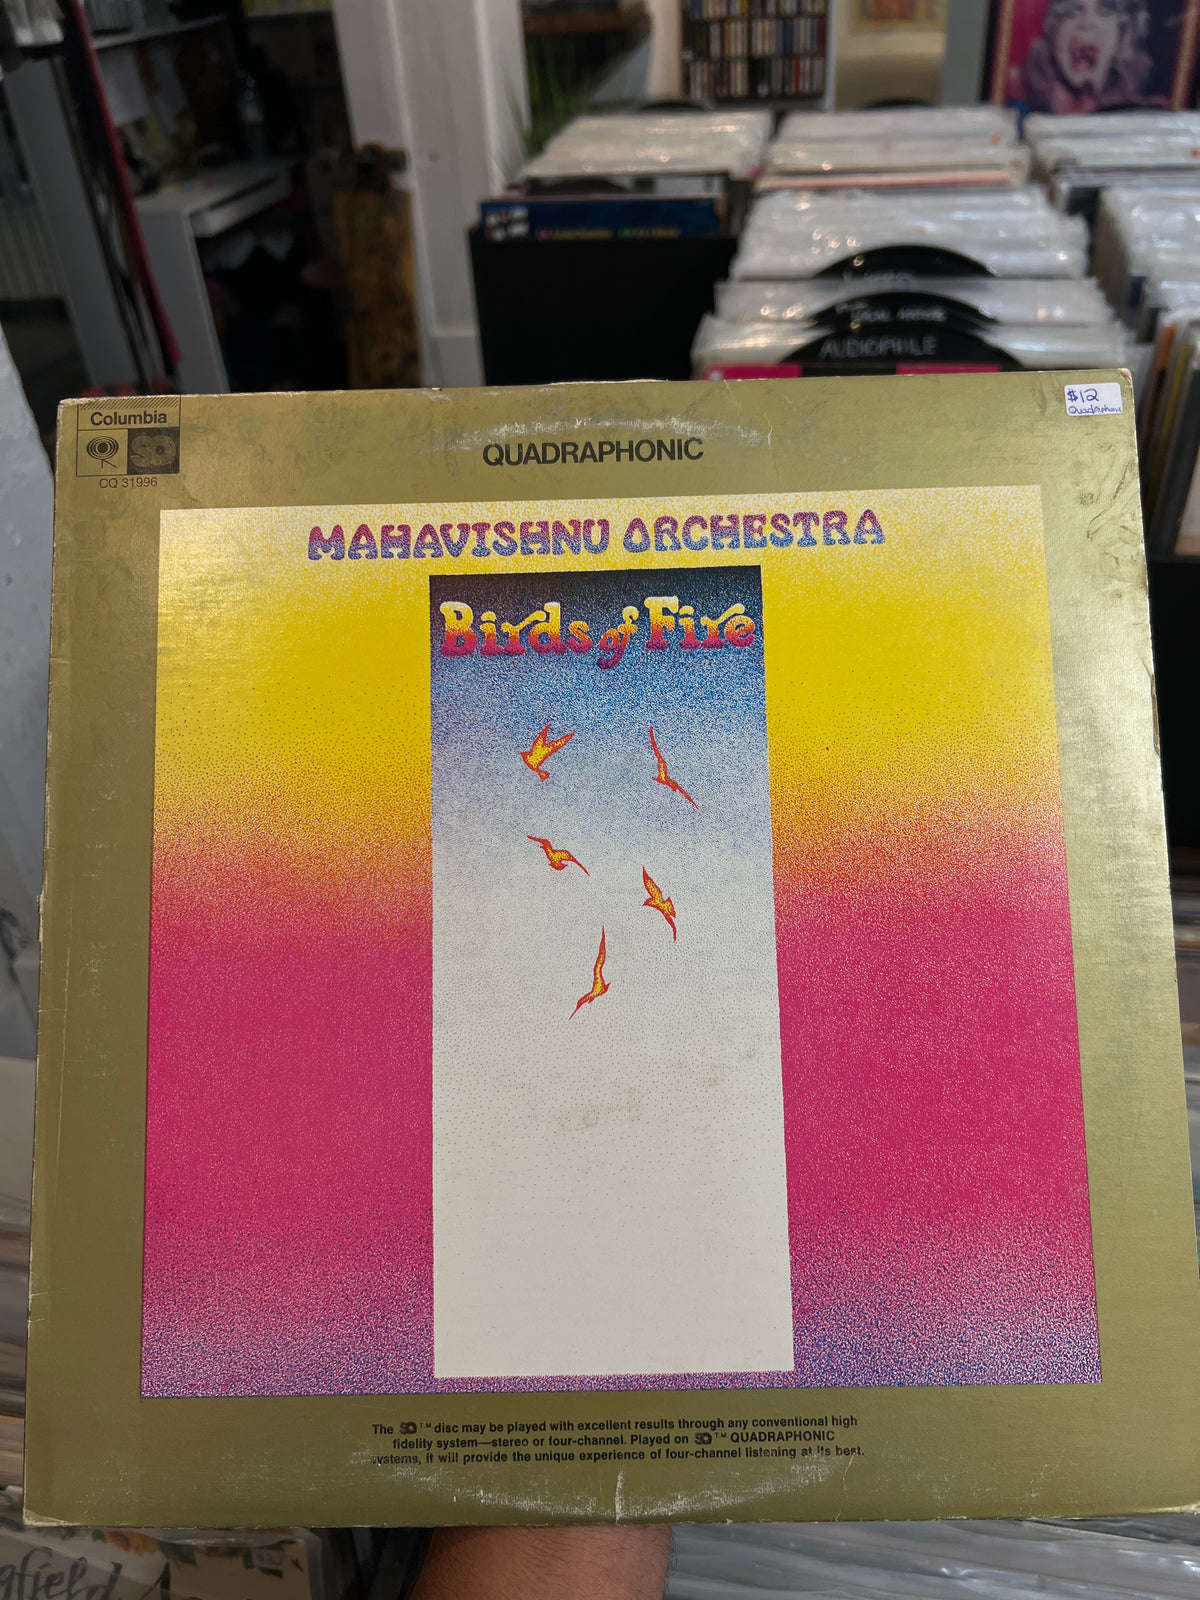 AUDIOPHILE
$12
Quadraphonic
Columbia
SQ
CQ 31996
QUADRAPHONIC
MAHAVISHNU ORCHESTRA
Birds of Fire
The SQ™ disc may be played with excellent results through any conventional high
fidelity system—stereo or four-channel. Played on SQ™ QUADRAPHONIC
systems, it will provide the unique experience of four-channel listening at its best.